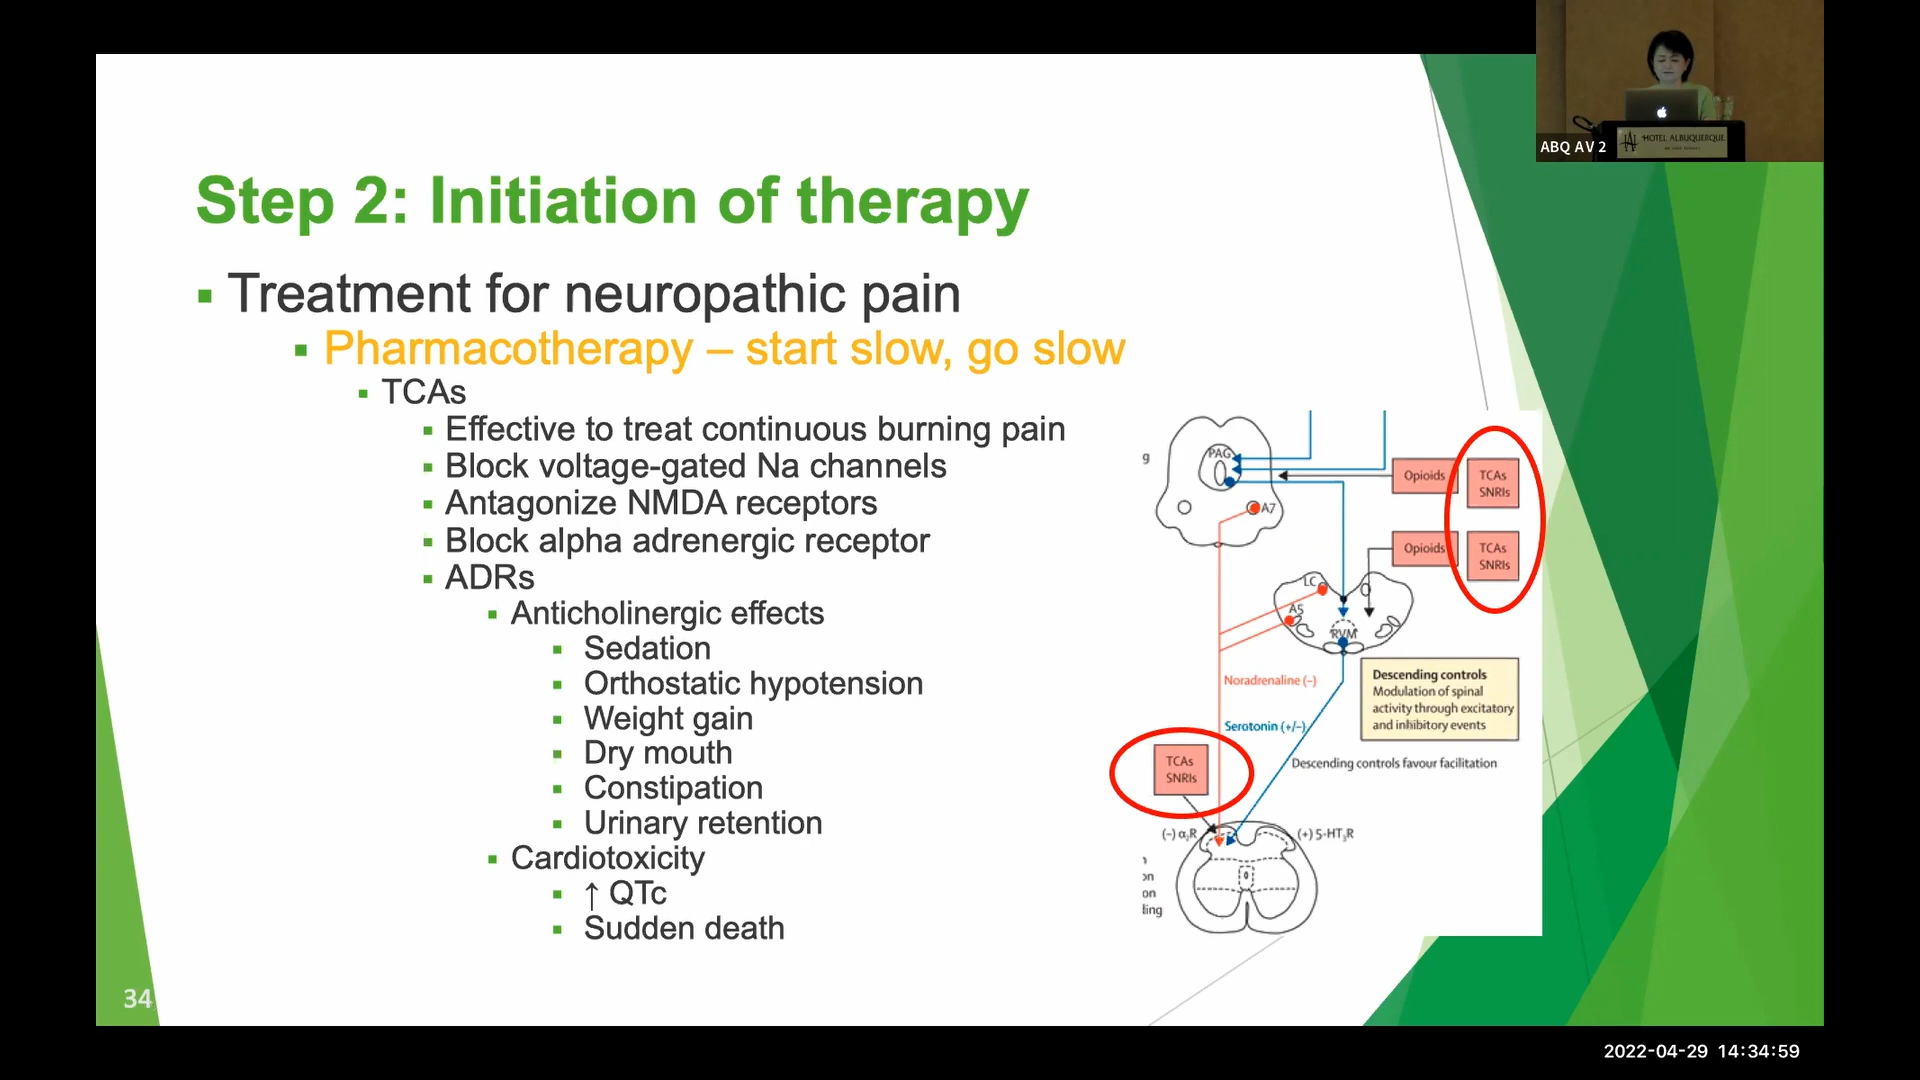 ABQ AV 2
HOTEL ALBUQUERQUE
Step 2: Initiation of therapy
Treatment for neuropathic pain
Pharmacotherapy – start slow, go slow
TCAs
Effective to treat continuous burning pain
Block voltage-gated Na channels
Antagonize NMDA receptors
Block alpha adrenergic receptor
ADRs
Anticholinergic effects
Sedation
Orthostatic hypotension
Weight gain
Dry mouth
Constipation
Urinary retention
Cardiotoxicity
↑ QTc
Sudden death
g
PAG
A7
Opioids
TCAs
SNRIs
Opioids
TCAs
SNRIs
LC
A5
RVM
Noradrenaline (–)
Descending controls
Modulation of spinal
activity through excitatory
and inhibitory events
Serotonin (+/–)
Descending controls favour facilitation
TCAs
SNRIs
(–) α₂R
(+) 5-HT₃R
on
on
ling
34
2022-04-29 14:34:59